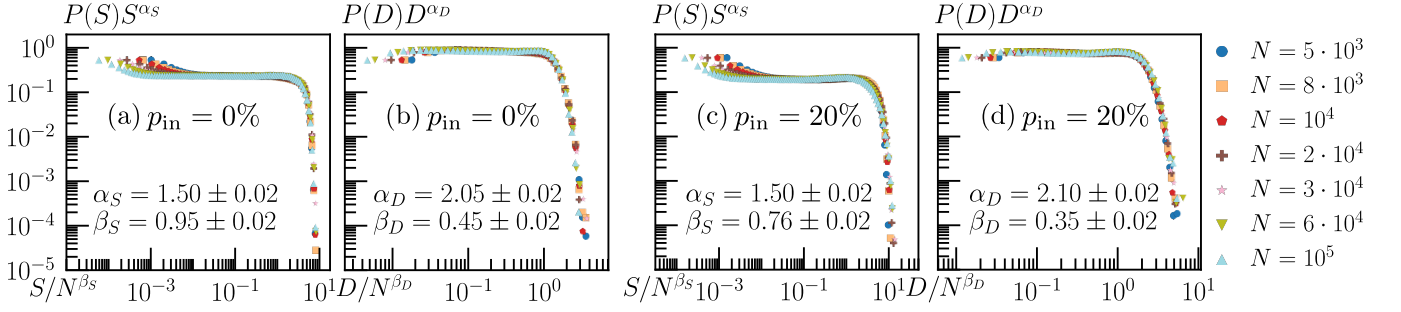 P(S)S^{α_S} P(D)D^{α_D} P(S)S^{α_S} P(D)D^{α_D}
10^0
10^{−1}
10^{−2}
10^{−3}
10^{−4}
10^{−5}
(a) p_in = 0%
α_S = 1.50 ± 0.02
β_S = 0.95 ± 0.02
(b) p_in = 0%
α_D = 2.05 ± 0.02
β_D = 0.45 ± 0.02
(c) p_in = 20%
α_S = 1.50 ± 0.02
β_S = 0.76 ± 0.02
(d) p_in = 20%
α_D = 2.10 ± 0.02
β_D = 0.35 ± 0.02
S/N^{β_S} 10^{−3} 10^{−1} 10^1 D/N^{β_D} 10^{−1} 10^0 S/N^{β_S} 10^{−3} 10^{−1} 10^1 D/N^{β_D} 10^{−1} 10^0 10^1
N = 5 · 10^3
N = 8 · 10^3
N = 10^4
N = 2 · 10^4
N = 3 · 10^4
N = 6 · 10^4
N = 10^5